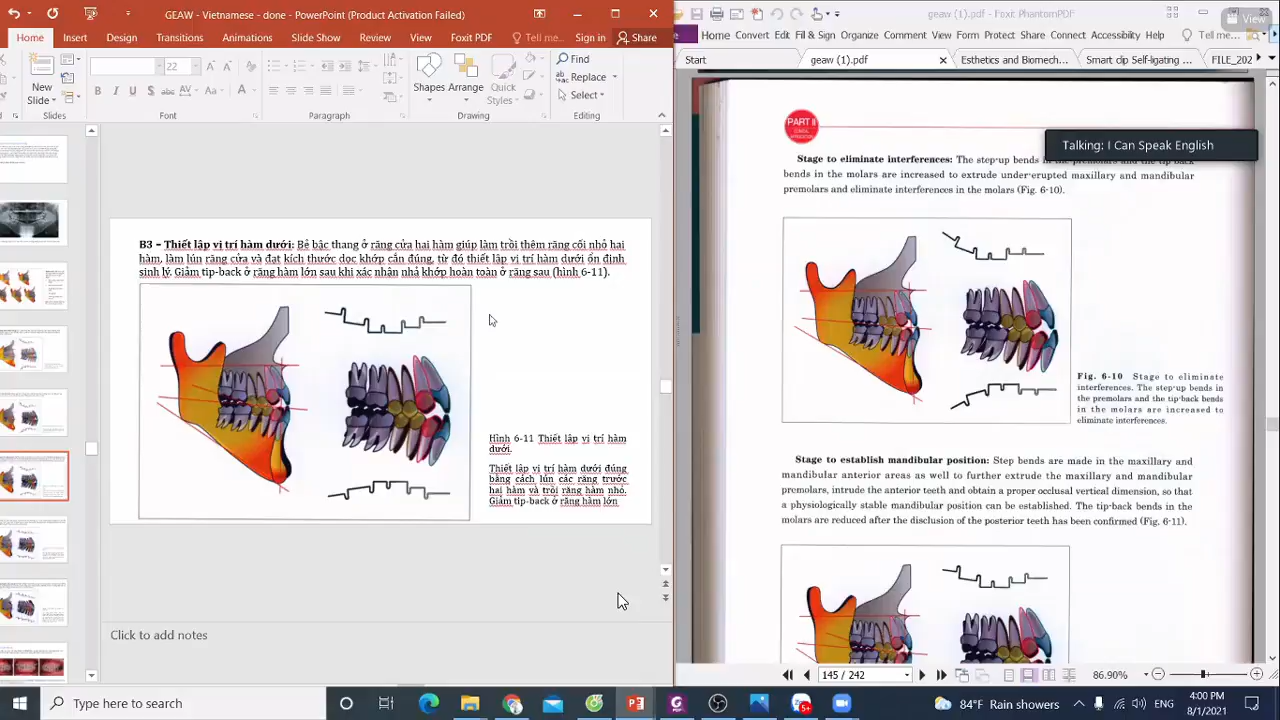 GEAW - Vietnamese - done - PowerPoint (Product Activation Failed)
Home Insert Design Transitions Animations Slide Show Review View Foxit PDF Tell me... Sign in Share
New Slide
22
Shapes Arrange Quick Styles
Find
Replace
Select
Slides Font Paragraph Drawing Editing
B3 – Thiết lập vị trí hàm dưới: Bẻ bậc thang ở răng cửa hai hàm giúp làm trồi thêm răng cối nhỏ hai
hàm, làm lún răng cửa và đạt kích thước dọc khớp cắn đúng, từ đó thiết lập vị trí hàm dưới ổn định
sinh lý. Giảm tip-back ở răng hàm lớn sau khi xác nhận nhả khớp hoàn toàn ở răng sau (hình 6-11).
Hình 6-11 Thiết lập vị trí hàm
dưới
Thiết lập vị trí hàm dưới đúng
bằng cách lún các răng trước
hai hàm và trồi răng hàm nhỏ.
Giảm tip-back ở răng hàm lớn
Click to add notes
geaw (1).pdf - Foxit PhantomPDF
View
Home Convert Edit Organize Comment View Form Protect Share Connect Accessibility Help Tell me...
Start geaw (1).pdf Esthetics and Biomech... Smart clip Self-ligating ... FILE_202
PART II
Talking: I Can Speak English
Stage to eliminate interferences: The step-up bends in the premolars and the tip-back
bends in the molars are increased to extrude under-erupted maxillary and mandibular
premolars and eliminate interferences in the molars (Fig. 6-10).
Fig. 6-10 Stage to eliminate
interferences. The step-up bends in
the premolars and the tip-back bends
in the molars are increased to
eliminate interferences.
Stage to establish mandibular position: Step bends are made in the maxillary and
mandibular anterior areas as well to further extrude the maxillary and mandibular
premolars, intrude the anterior teeth and obtain a proper occlusal vertical dimension, so that
a physiologically stable mandibular position can be established. The tip-back bends in the
molars are reduced after the disclusion of the posterior teeth has been confirmed (Fig. 6-11).
145 / 242
86.90%
Type here to search
5+
84°F Rain showers
ENG
4:00 PM
8/1/2021